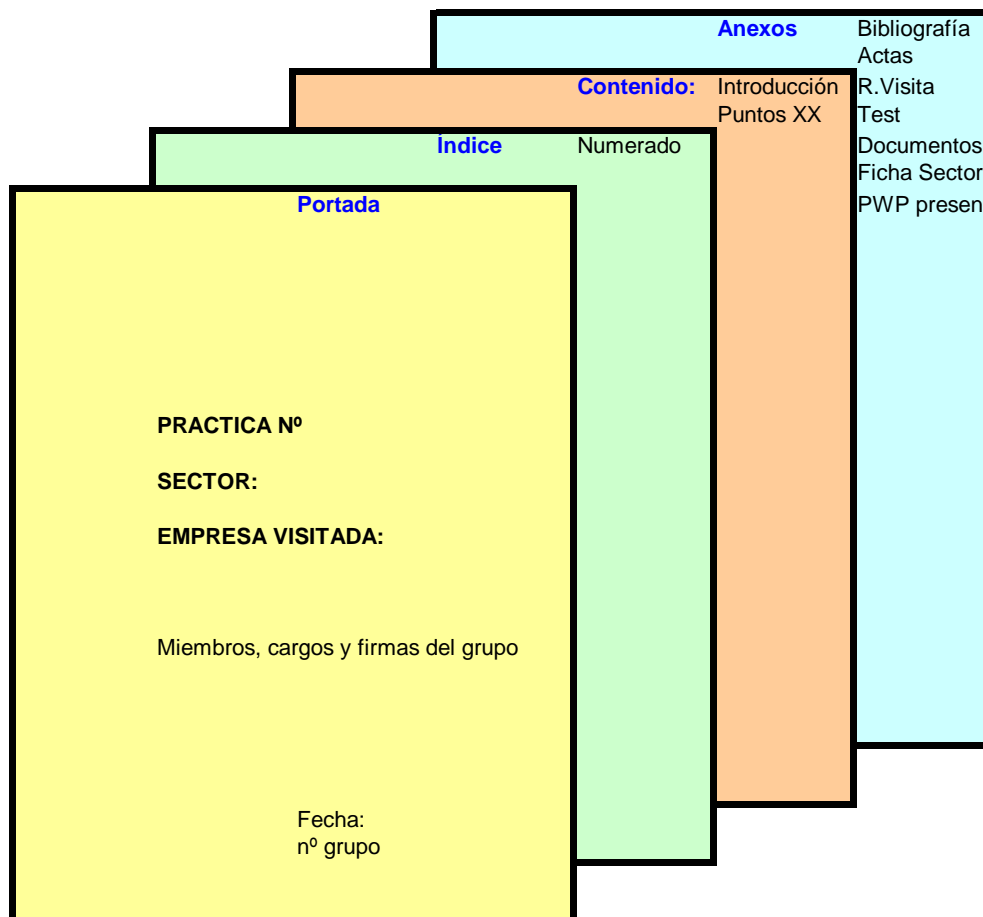 Anexos Bibliografía
Actas
Contenido: Introducción R.Visita
Puntos XX Test
Índice Numerado Documentos
Ficha Sector
Portada PWP presen
PRACTICA Nº
SECTOR:
EMPRESA VISITADA:
Miembros, cargos y firmas del grupo
Fecha:
nº grupo